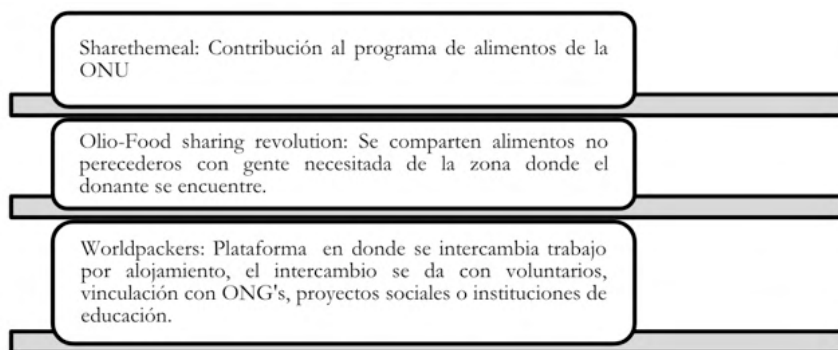 Sharethemeal: Contribución al programa de alimentos de la
ONU
Olio-Food sharing revolution: Se comparten alimentos no
perecederos con gente necesitada de la zona donde el
donante se encuentre.
Worldpackers: Plataforma en donde se intercambia trabajo
por alojamiento, el intercambio se da con voluntarios,
vinculación con ONG's, proyectos sociales o instituciones de
educación.